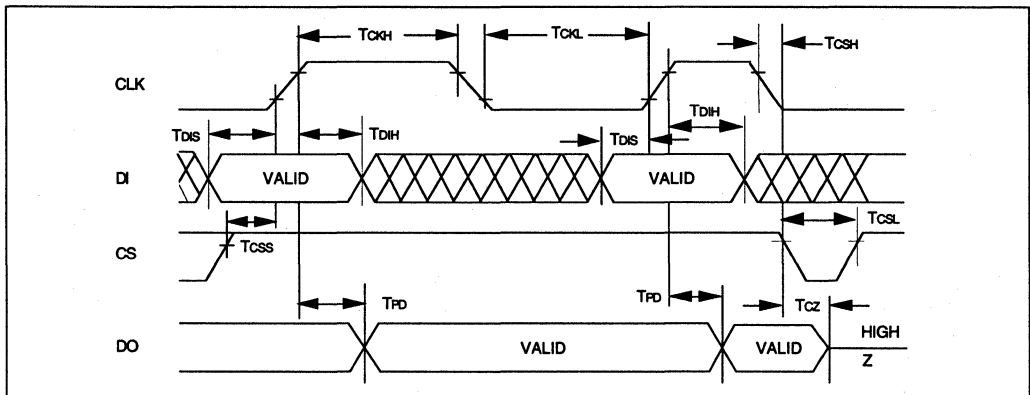 TCKH
TCKL
TCSH
CLK
TDIS
TDIH
TDIS
TDIH
DI
VALID
VALID
TCSS
TCSL
CS
TPD
TPD
TCZ
DO
VALID
VALID
HIGH
Z